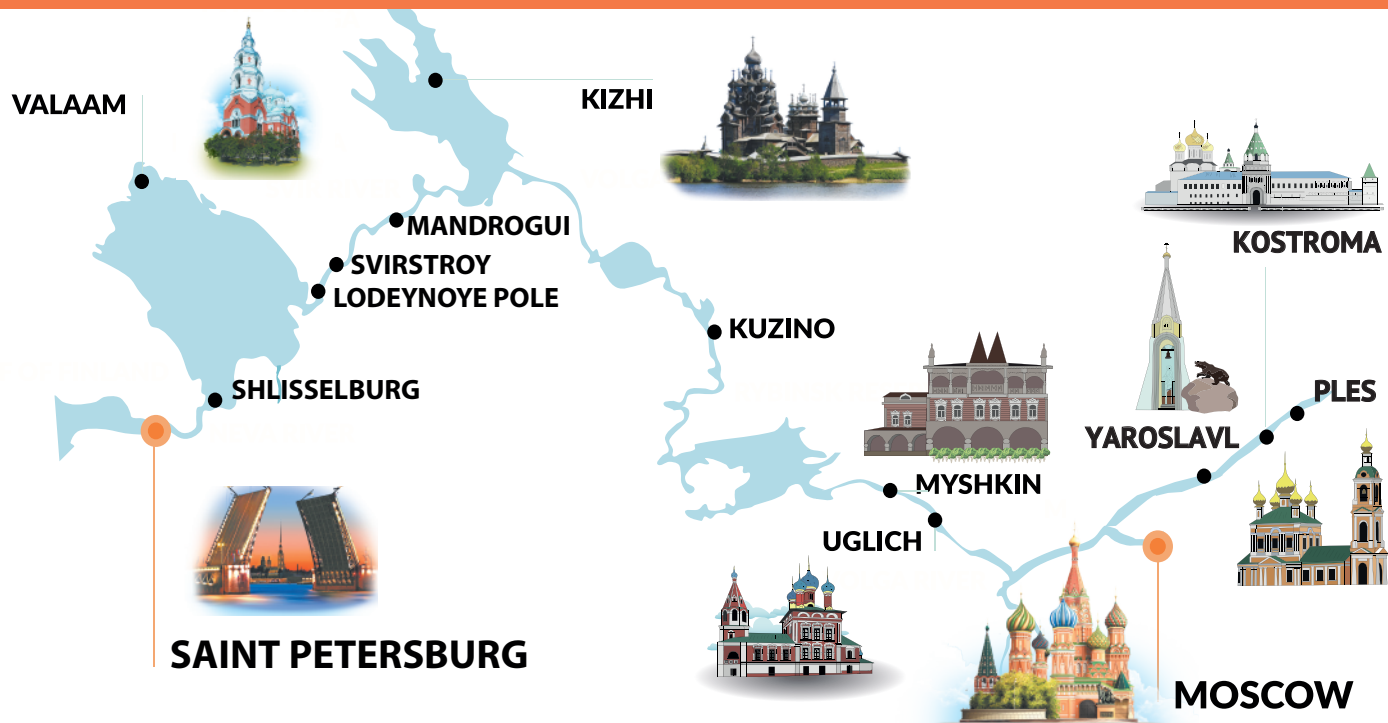 VALAAM
KIZHI
MANDROGUI
KOSTROMA
SVIRSTROY
LODEYNOYE POLE
KUZINO
SHLISSELBURG
PLES
YAROSLAVL
MYSHKIN
UGLICH
SAINT PETERSBURG
MOSCOW